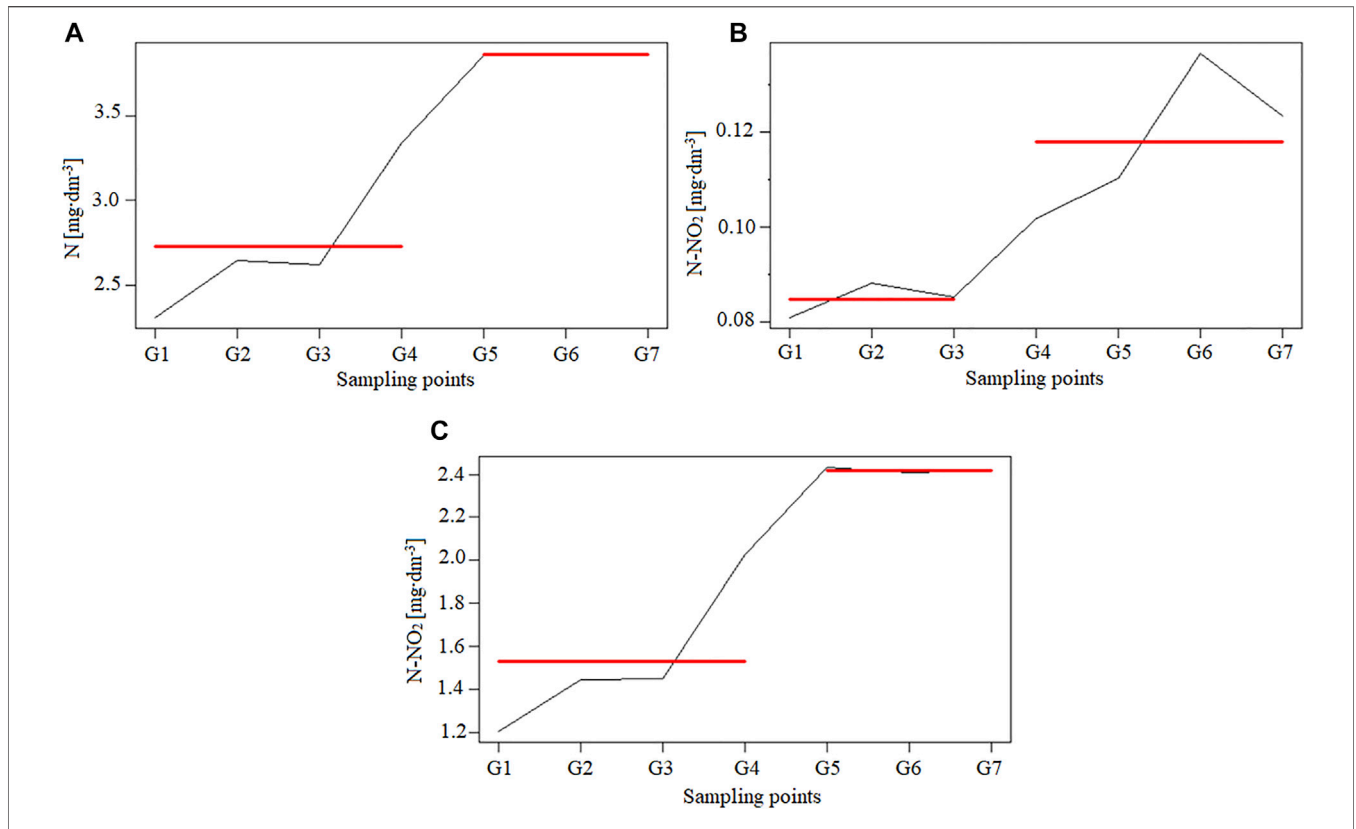 A
N [mg·dm-3]
3.5
3.0
2.5
G1 G2 G3 G4 G5 G6 G7
Sampling points
B
N-NO2 [mg·dm-3]
0.12
0.10
0.08
G1 G2 G3 G4 G5 G6 G7
Sampling points
C
N-NO2 [mg·dm-3]
2.4
2.2
2.0
1.8
1.6
1.4
1.2
G1 G2 G3 G4 G5 G6 G7
Sampling points